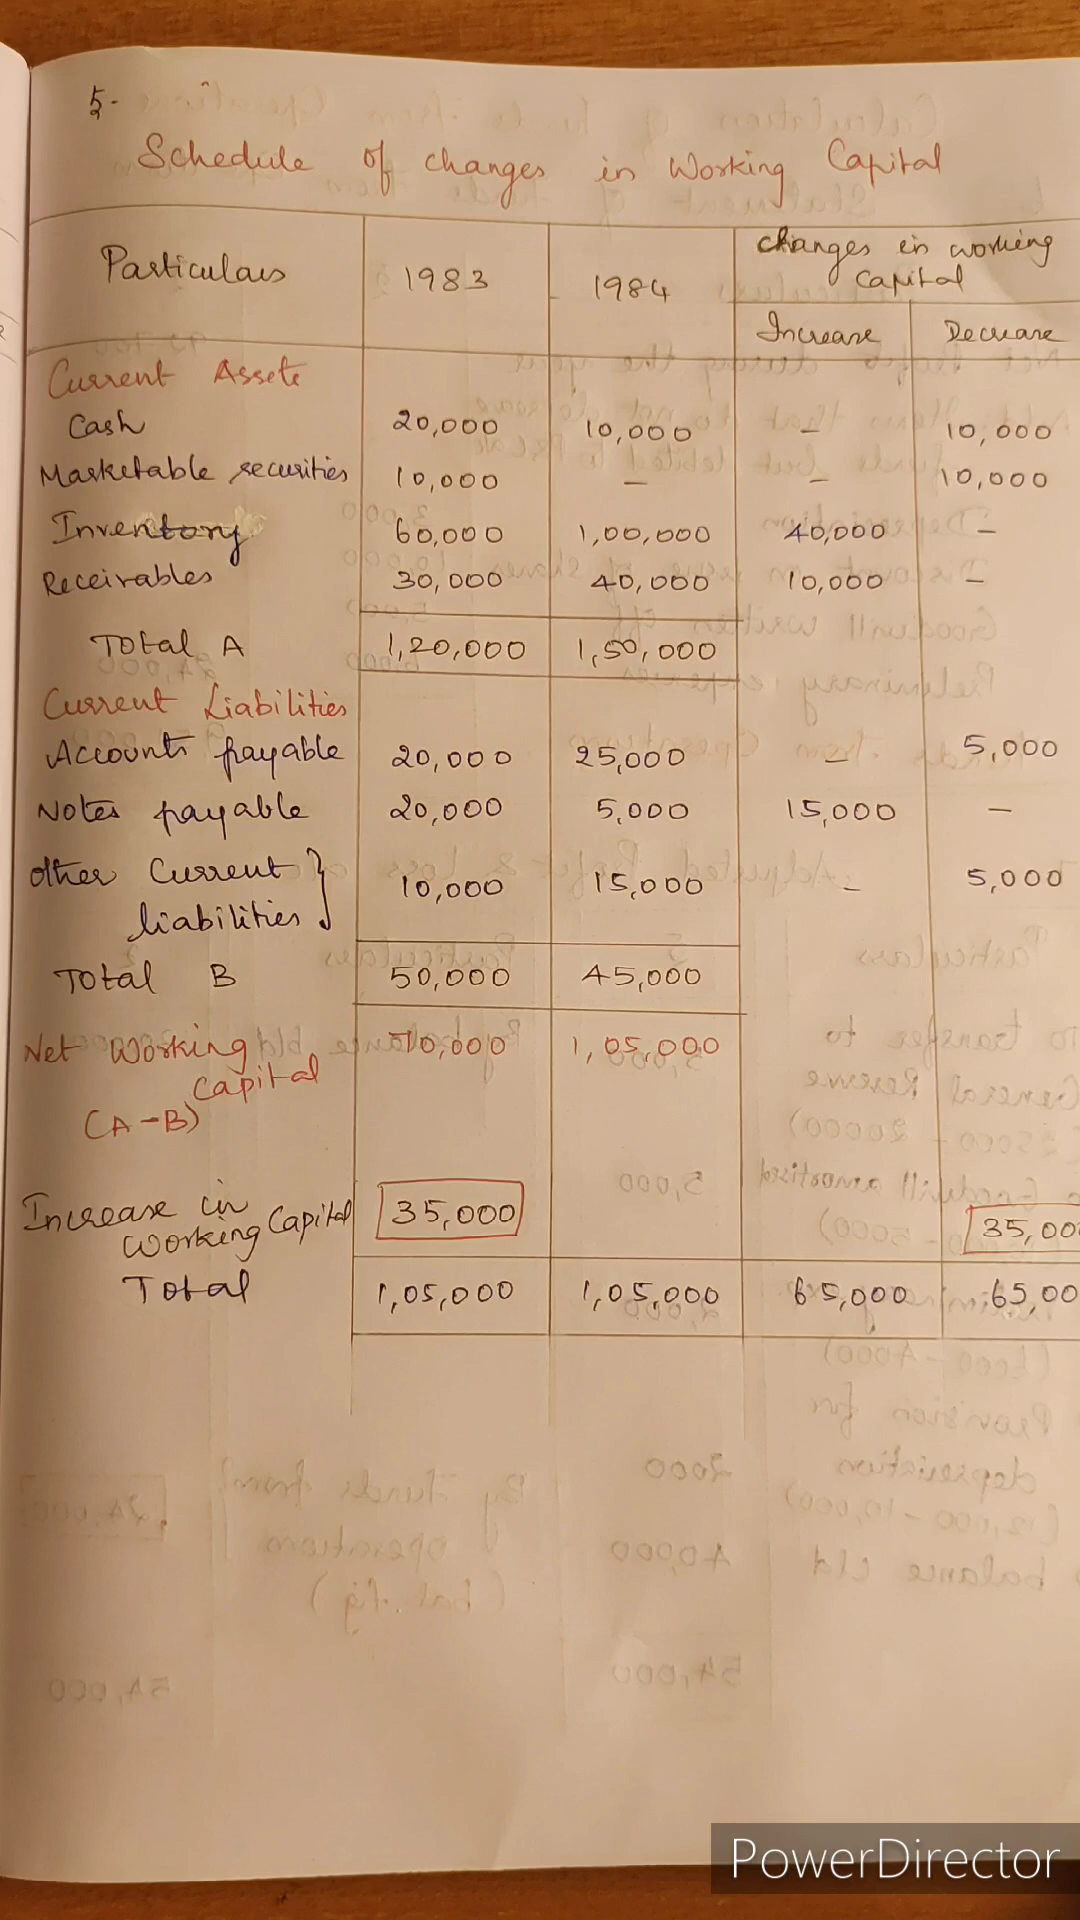 5-
Schedule of changes in Working Capital
Particulars 1983 1984 changes in working capital
Increase Decrease
Current Assets
Cash 20,000 10,000 - 10,000
Marketable securities 10,000 - - 10,000
Inventory 60,000 1,00,000 40,000 -
Receivables 30,000 40,000 10,000 -
Total A 1,20,000 1,50,000
Current Liabilities
Accounts payable 20,000 25,000 - 5,000
Notes payable 20,000 5,000 15,000 -
other Current liabilities } 10,000 15,000 - 5,000
Total B 50,000 45,000
Net Working Capital (A-B) 70,000 1,05,000
Increase in Working Capital 35,000 35,00
Total 1,05,000 1,05,000 65,000 65,00
PowerDirector